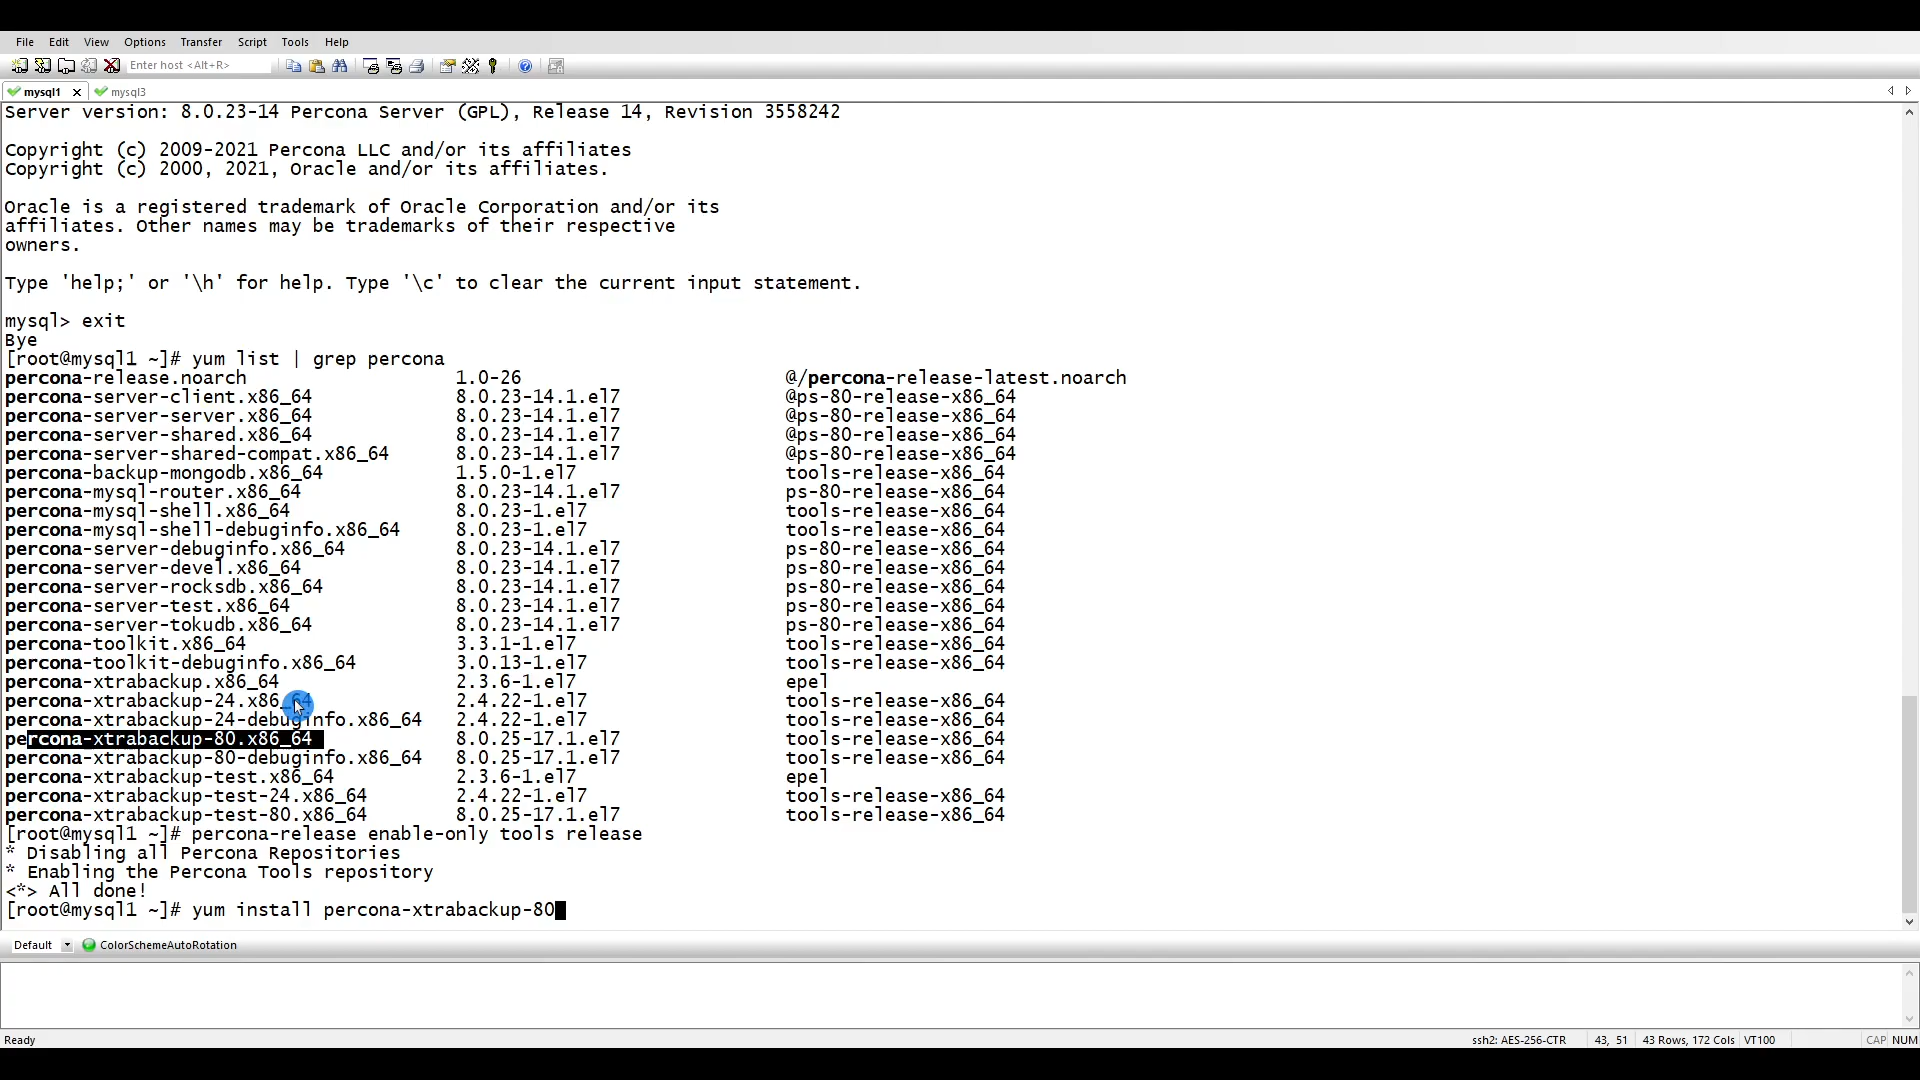 File Edit View Options Transfer Script Tools Help
Enter host <Alt+R>
mysql1 mysql3
Server version: 8.0.23-14 Percona Server (GPL), Release 14, Revision 3558242
Copyright (c) 2009-2021 Percona LLC and/or its affiliates
Copyright (c) 2000, 2021, Oracle and/or its affiliates.
Oracle is a registered trademark of Oracle Corporation and/or its
affiliates. Other names may be trademarks of their respective
owners.
Type 'help;' or '\h' for help. Type '\c' to clear the current input statement.
mysql> exit
Bye
[root@mysql1 ~]# yum list | grep percona
percona-release.noarch 1.0-26 @/percona-release-latest.noarch
percona-server-client.x86_64 8.0.23-14.1.el7 @ps-80-release-x86_64
percona-server-server.x86_64 8.0.23-14.1.el7 @ps-80-release-x86_64
percona-server-shared.x86_64 8.0.23-14.1.el7 @ps-80-release-x86_64
percona-server-shared-compat.x86_64 8.0.23-14.1.el7 @ps-80-release-x86_64
percona-backup-mongodb.x86_64 1.5.0-1.el7 tools-release-x86_64
percona-mysql-router.x86_64 8.0.23-14.1.el7 ps-80-release-x86_64
percona-mysql-shell.x86_64 8.0.23-1.el7 tools-release-x86_64
percona-mysql-shell-debuginfo.x86_64 8.0.23-1.el7 tools-release-x86_64
percona-server-debuginfo.x86_64 8.0.23-14.1.el7 ps-80-release-x86_64
percona-server-devel.x86_64 8.0.23-14.1.el7 ps-80-release-x86_64
percona-server-rocksdb.x86_64 8.0.23-14.1.el7 ps-80-release-x86_64
percona-server-test.x86_64 8.0.23-14.1.el7 ps-80-release-x86_64
percona-server-tokudb.x86_64 8.0.23-14.1.el7 ps-80-release-x86_64
percona-toolkit.x86_64 3.3.1-1.el7 tools-release-x86_64
percona-toolkit-debuginfo.x86_64 3.0.13-1.el7 tools-release-x86_64
percona-xtrabackup.x86_64 2.3.6-1.el7 epel
percona-xtrabackup-24.x86_64 2.4.22-1.el7 tools-release-x86_64
percona-xtrabackup-24-debuginfo.x86_64 2.4.22-1.el7 tools-release-x86_64
percona-xtrabackup-80.x86_64 8.0.25-17.1.el7 tools-release-x86_64
percona-xtrabackup-80-debuginfo.x86_64 8.0.25-17.1.el7 tools-release-x86_64
percona-xtrabackup-test.x86_64 2.3.6-1.el7 epel
percona-xtrabackup-test-24.x86_64 2.4.22-1.el7 tools-release-x86_64
percona-xtrabackup-test-80.x86_64 8.0.25-17.1.el7 tools-release-x86_64
[root@mysql1 ~]# percona-release enable-only tools release
* Disabling all Percona Repositories
* Enabling the Percona Tools repository
<*> All done!
[root@mysql1 ~]# yum install percona-xtrabackup-80
Default ColorSchemeAutoRotation
Ready ssh2: AES-256-CTR 43, 51 43 Rows, 172 Cols VT100 CAP NUM